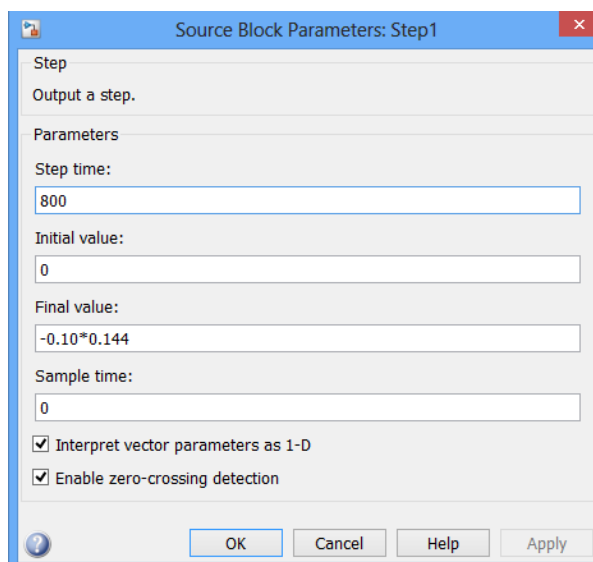 Source Block Parameters: Step1
Step
Output a step.
Parameters
Step time:
800
Initial value:
0
Final value:
-0.10*0.144
Sample time:
0
Interpret vector parameters as 1-D
Enable zero-crossing detection
OK Cancel Help Apply